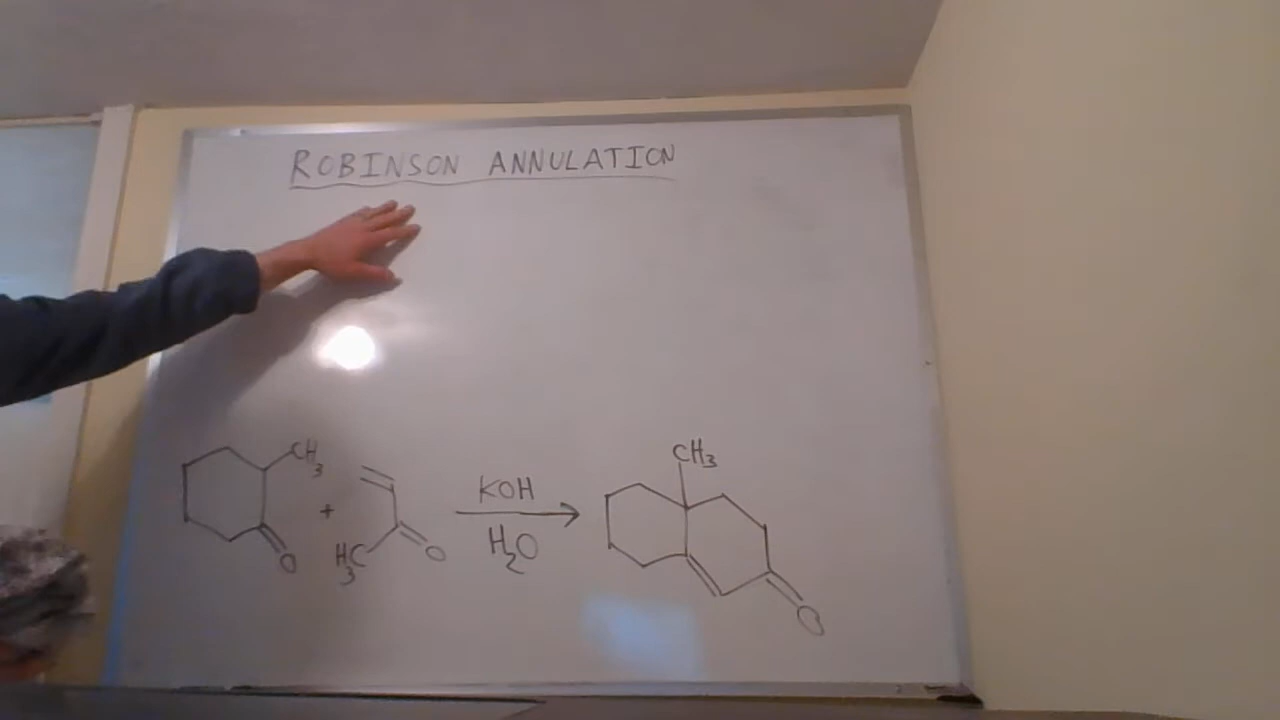 ROBINSON ANNULATION
CH3
+
H3C
O
O
KOH
H2O
CH3
O